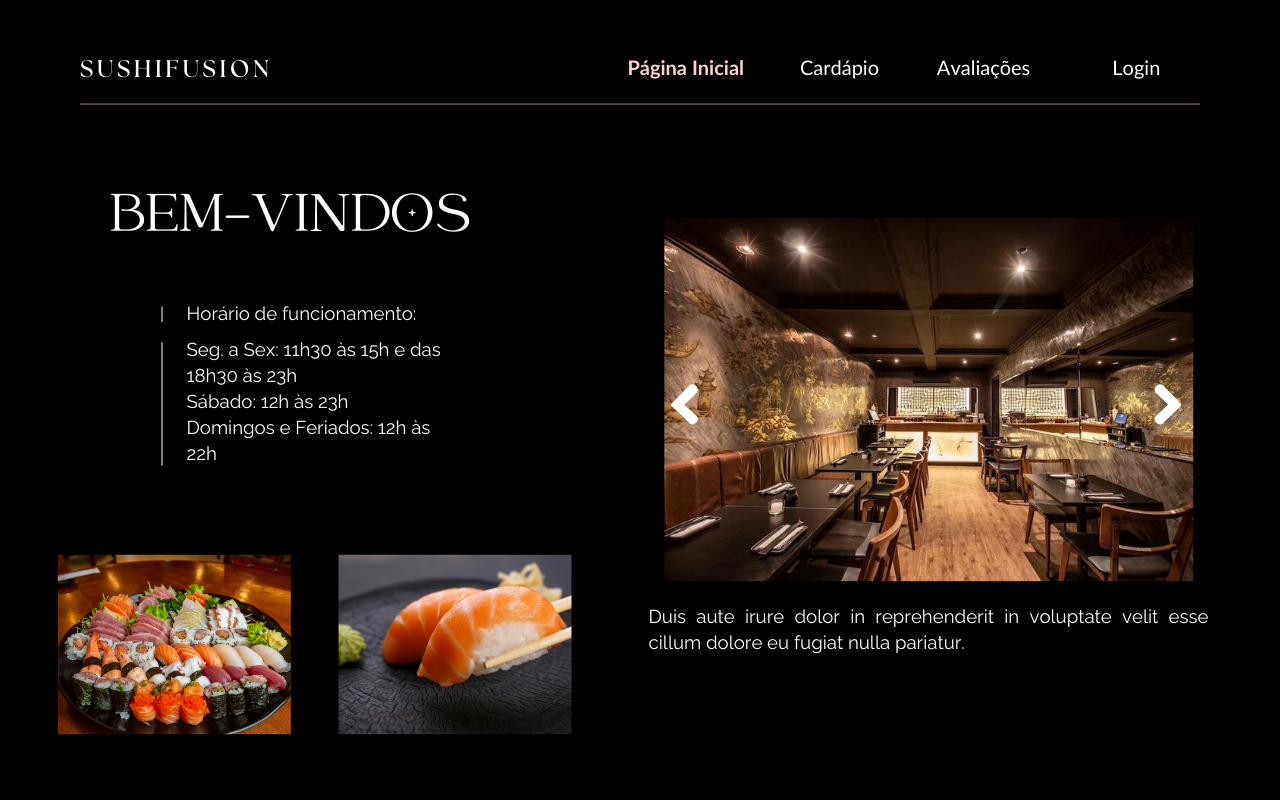 SUSHIFUSION
Página Inicial
Cardápio
Avaliações
Login
BEM-VINDOS
Horário de funcionamento:
Seg. a Sex: 11h30 às 15h e das
18h30 às 23h
Sábado: 12h às 23h
Domingos e Feriados: 12h às
22h
Duis aute irure dolor in reprehenderit in voluptate velit esse
cillum dolore eu fugiat nulla pariatur.